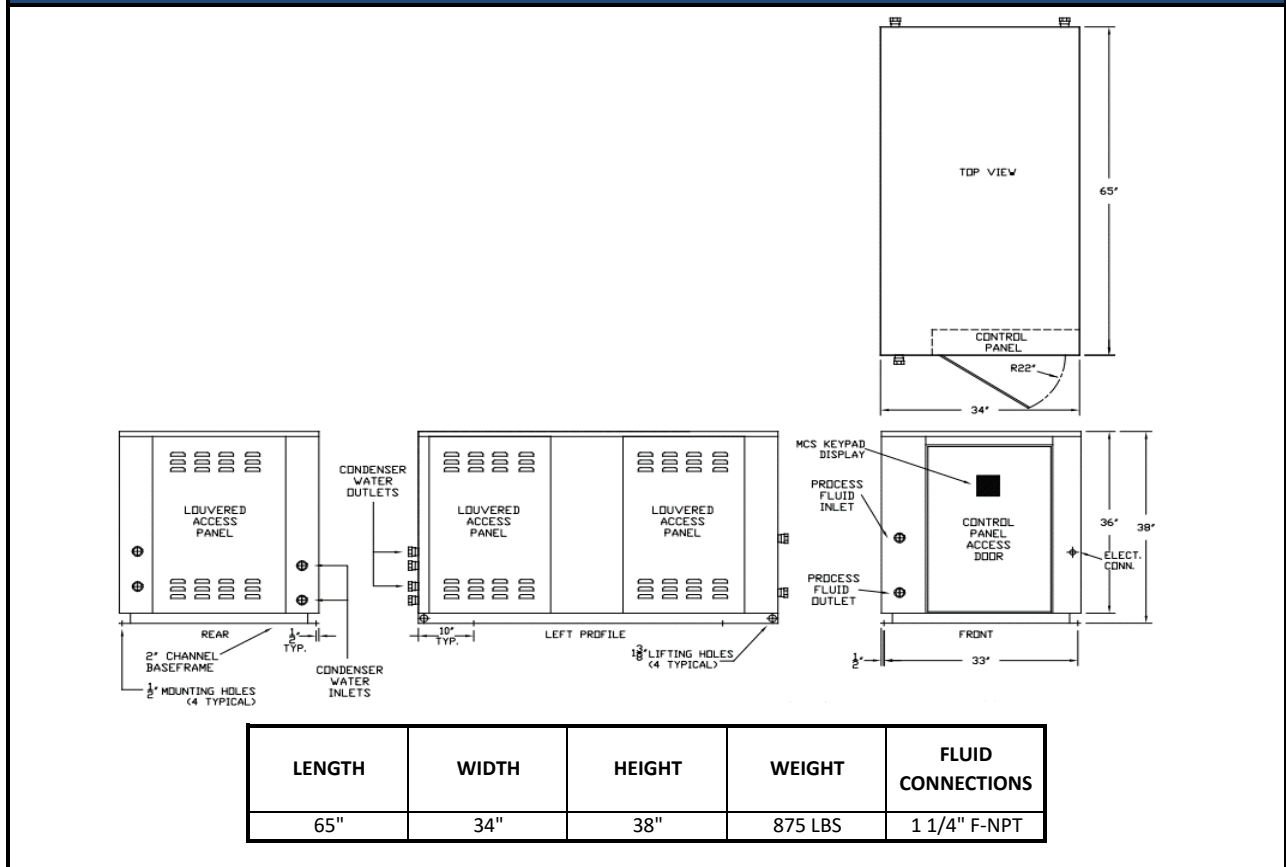 TOP VIEW
65"
CONTROL
PANEL
R22"
34"
LOUVERED
ACCESS
PANEL
REAR
1/2"
TYP.
2" CHANNEL
BASEFRAME
1/2" MOUNTING HOLES
(4 TYPICAL)
CONDENSER
WATER
INLETS
CONDENSER
WATER
OUTLETS
LOUVERED
ACCESS
PANEL
LOUVERED
ACCESS
PANEL
10"
TYP.
LEFT PROFILE
1 3/8" LIFTING HOLES
(4 TYPICAL)
MCS KEYPAD
DISPLAY
PROCESS
FLUID
INLET
PROCESS
FLUID
OUTLET
CONTROL
PANEL
ACCESS
DOOR
36"
38"
ELECT.
CONN.
FRONT
1/2"
33"
LENGTH WIDTH HEIGHT WEIGHT FLUID CONNECTIONS
65" 34" 38" 875 LBS 1 1/4" F-NPT